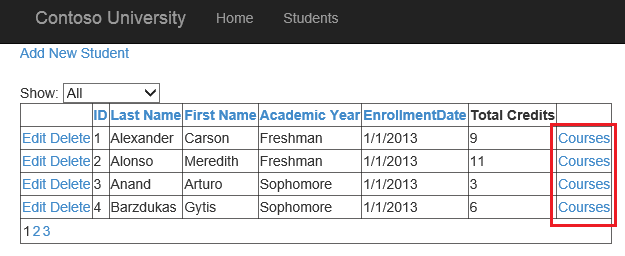 Contoso University Home Students
Add New Student
Show: All
ID Last Name First Name Academic Year EnrollmentDate Total Credits
Edit Delete 1 Alexander Carson Freshman 1/1/2013 9 Courses
Edit Delete 2 Alonso Meredith Freshman 1/1/2013 11 Courses
Edit Delete 3 Anand Arturo Sophomore 1/1/2013 3 Courses
Edit Delete 4 Barzdukas Gytis Sophomore 1/1/2013 6 Courses
1 2 3